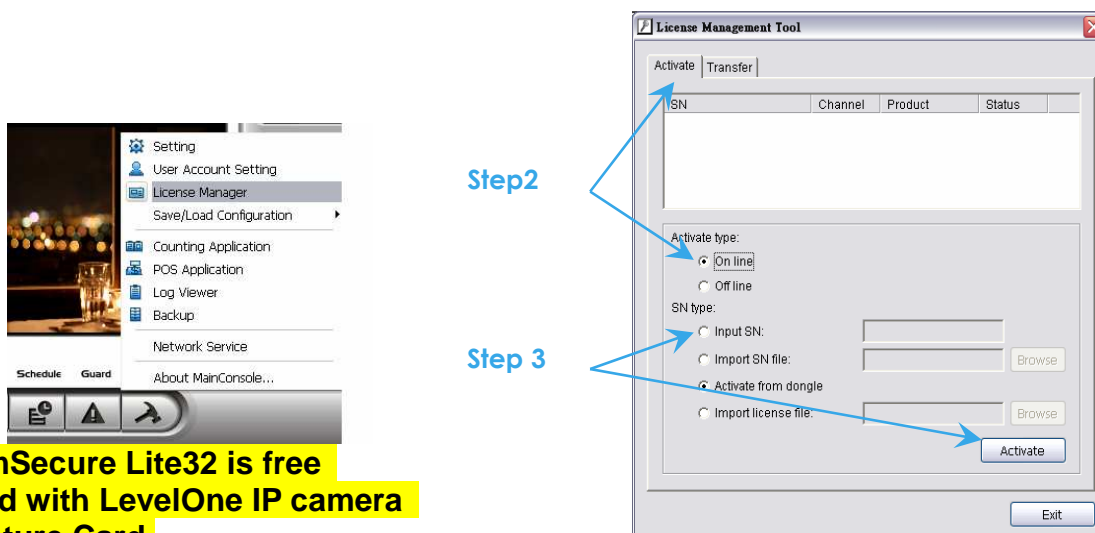 Setting
User Account Setting
License Manager
Save/Load Configuration
Counting Application
POS Application
Log Viewer
Backup
Network Service
About MainConsole...
Schedule Guard
Secure Lite32 is free
with LevelOne IP camera
Card
Step2
Step 3
License Management Tool
Activate Transfer
SN Channel Product Status
Activate type:
On line
Off line
SN type:
Input SN:
Import SN file: Browse
Activate from dongle
Import license file: Browse
Activate
Exit